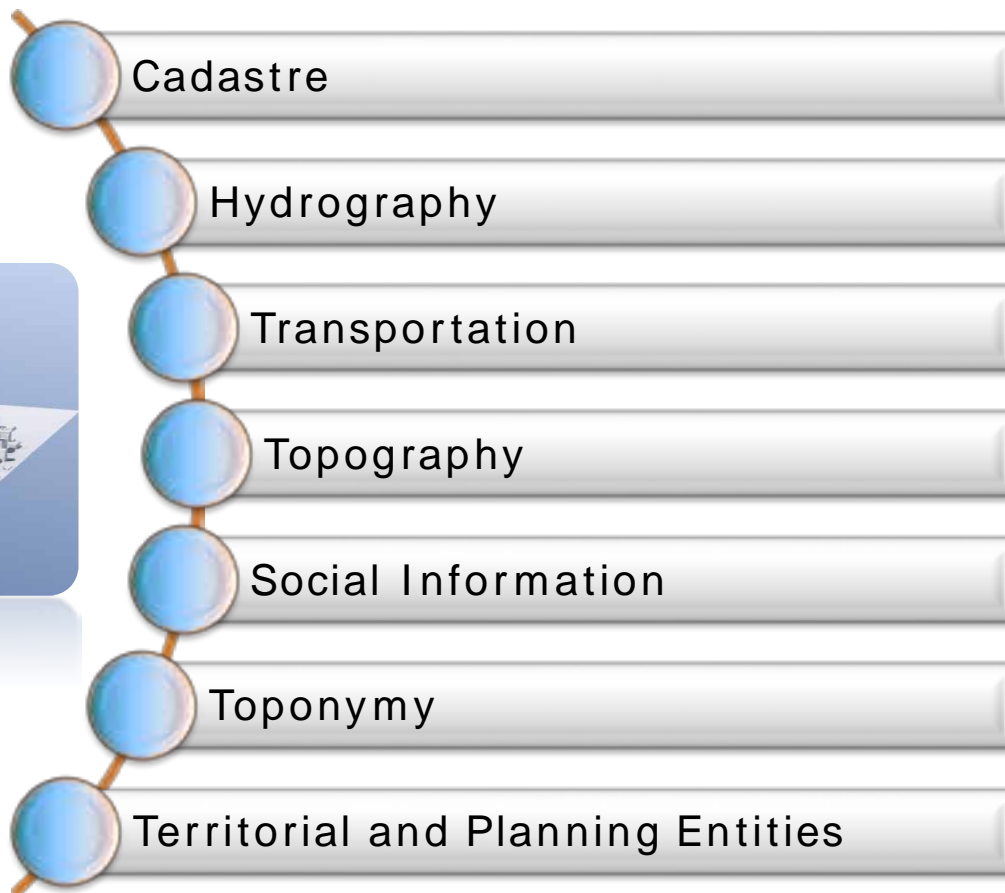 Cadastre
Hydrography
Transportation
Topography
Social Information
Toponymy
Territorial and Planning Entities